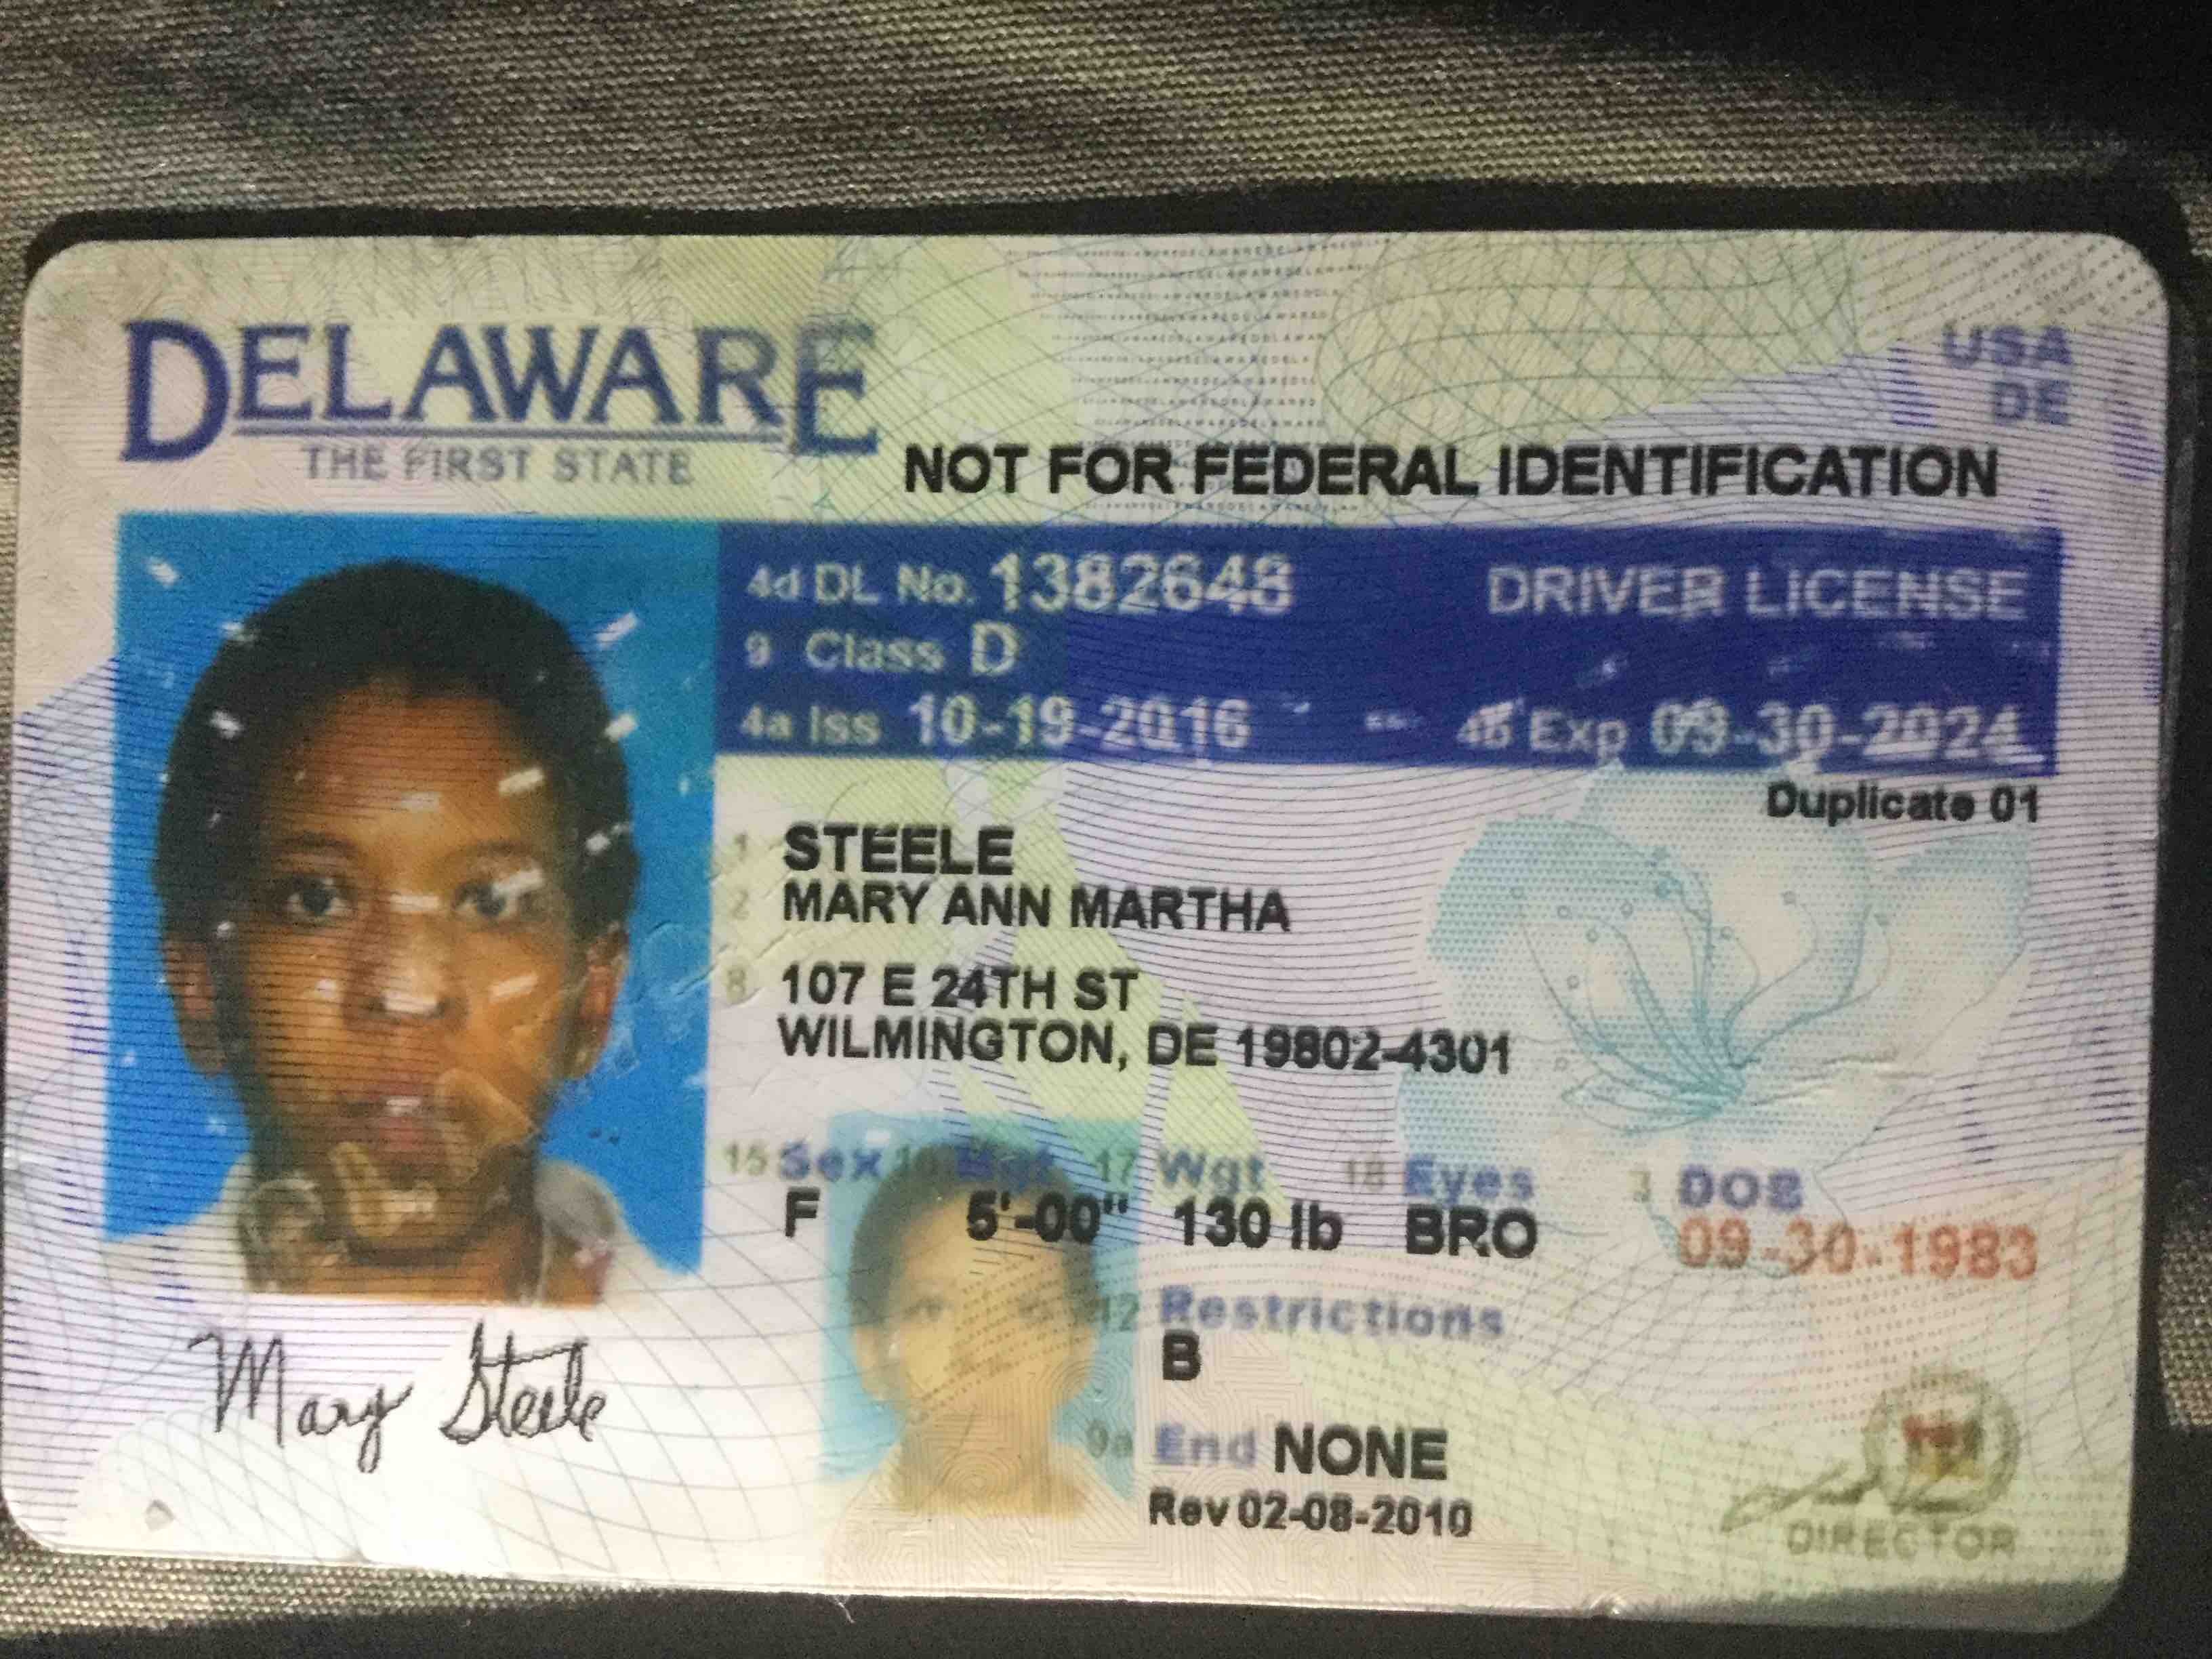 DELAWARE
THE FIRST STATE
USA
DE
NOT FOR FEDERAL IDENTIFICATION
4d DL No. 1382648 DRIVER LICENSE
9 Class D
4a Iss 10-19-2016 4b Exp 09-30-2024
Duplicate 01
1 STEELE
2 MARY ANN MARTHA
8 107 E 24TH ST
WILMINGTON, DE 19802-4301
15 Sex 16 Hgt 17 Wgt 18 Eyes 3 DOB
F 5'-00" 130 lb BRO 09-30-1983
12 Restrictions
B
9a End NONE
Rev 02-08-2010
Mary Steele
DIRECTOR